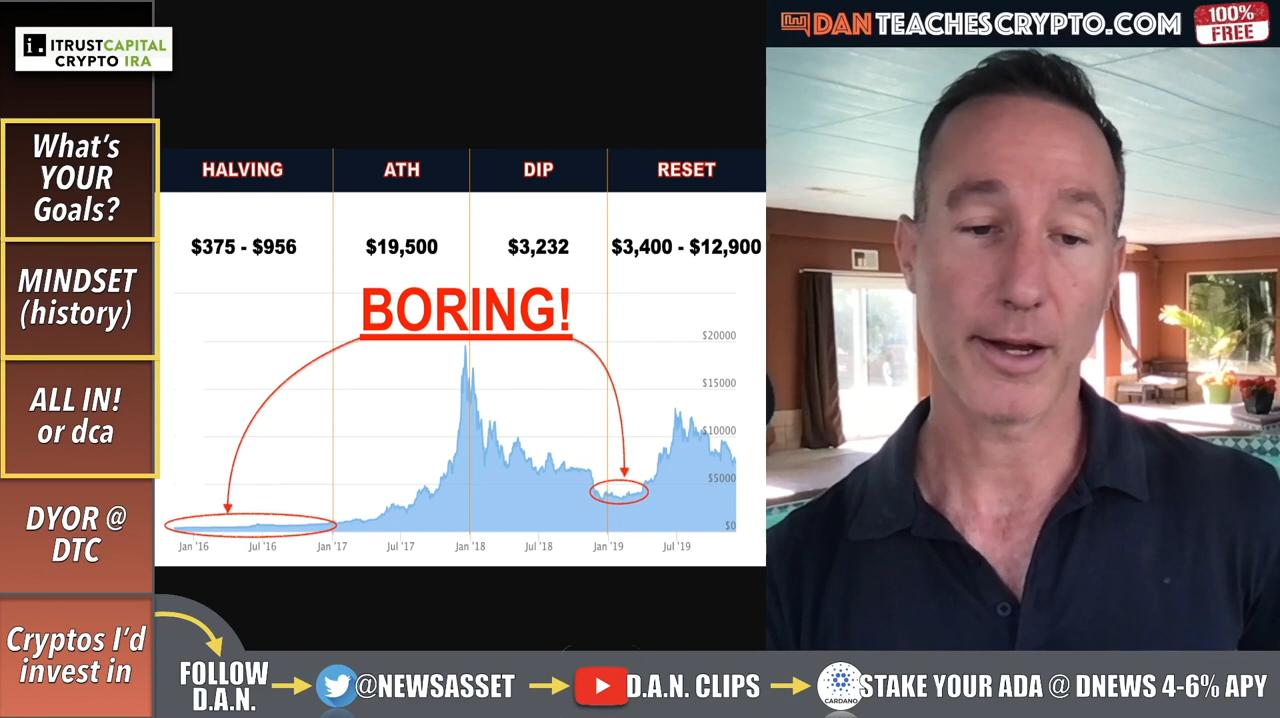 i. ITRUSTCAPITAL
CRYPTO IRA
DANTEACHESCRYPTO.COM
100%
FREE
What's
YOUR
Goals?
MINDSET
(history)
ALL IN!
or dca
DYOR @
DTC
Cryptos I'd
invest in
HALVING ATH DIP RESET
$375 - $956 $19,500 $3,232 $3,400 - $12,900
BORING!
$20000
$15000
$10000
$5000
$0
Jan '16 Jul '16 Jan '17 Jul '17 Jan '18 Jul '18 Jan '19 Jul '19
FOLLOW
D.A.N.
@NEWSASSET
D.A.N. CLIPS
CARDANO
STAKE YOUR ADA @ DNEWS 4-6% APY